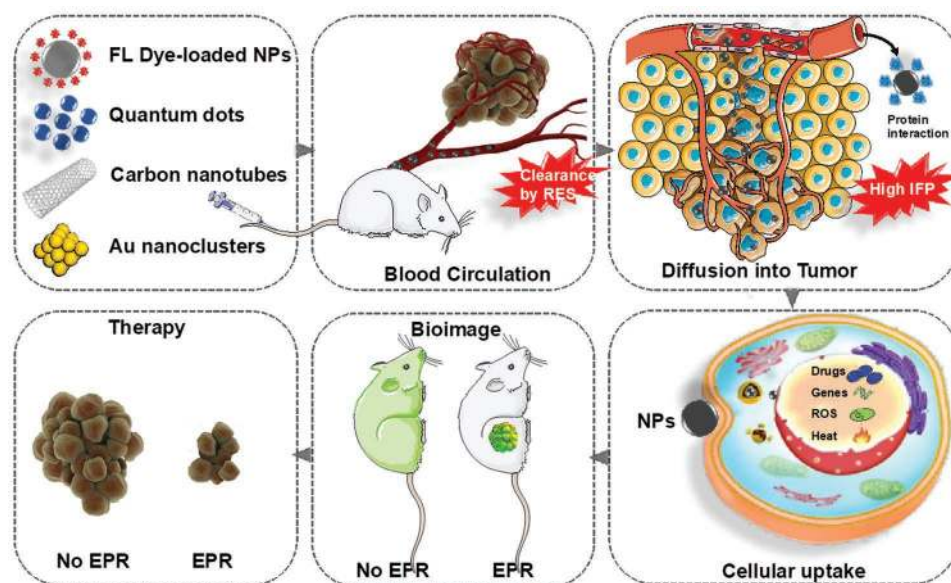 FL Dye-loaded NPs
Quantum dots
Carbon nanotubes
Au nanoclusters
Clearance
by RES
Blood Circulation
Protein
interaction
High IFP
Diffusion into Tumor
Therapy
No EPR
EPR
Bioimage
No EPR
EPR
NPs
Drugs
Genes
ROS
Heat
Cellular uptake